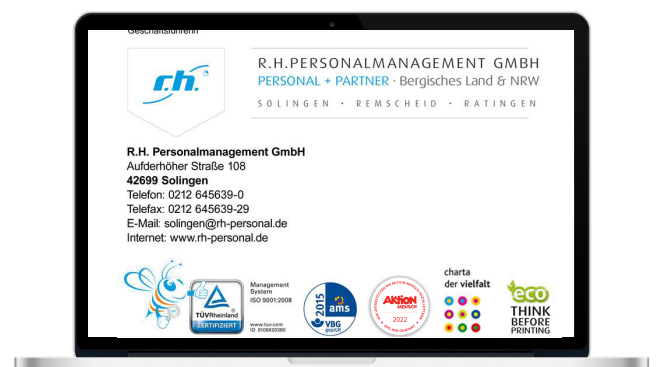 Geschäftsführerin
r.h.
R.H.PERSONALMANAGEMENT GMBH
PERSONAL + PARTNER · Bergisches Land & NRW
SOLINGEN · REMSCHEID · RATINGEN
R.H. Personalmanagement GmbH
Aufderhöher Straße 108
42699 Solingen
Telefon: 0212 645639-0
Telefax: 0212 645639-29
E-Mail: solingen@rh-personal.de
Internet: www.rh-personal.de
TÜVRheinland
ZERTIFIZIERT
Management
System
ISO 9001:2008
www.tuv.com
ID 9108620380
2015
ams
VBG
geprüft
AKTION
MENSCH
2022
charta
der vielfalt
eco
THINK
BEFORE
PRINTING